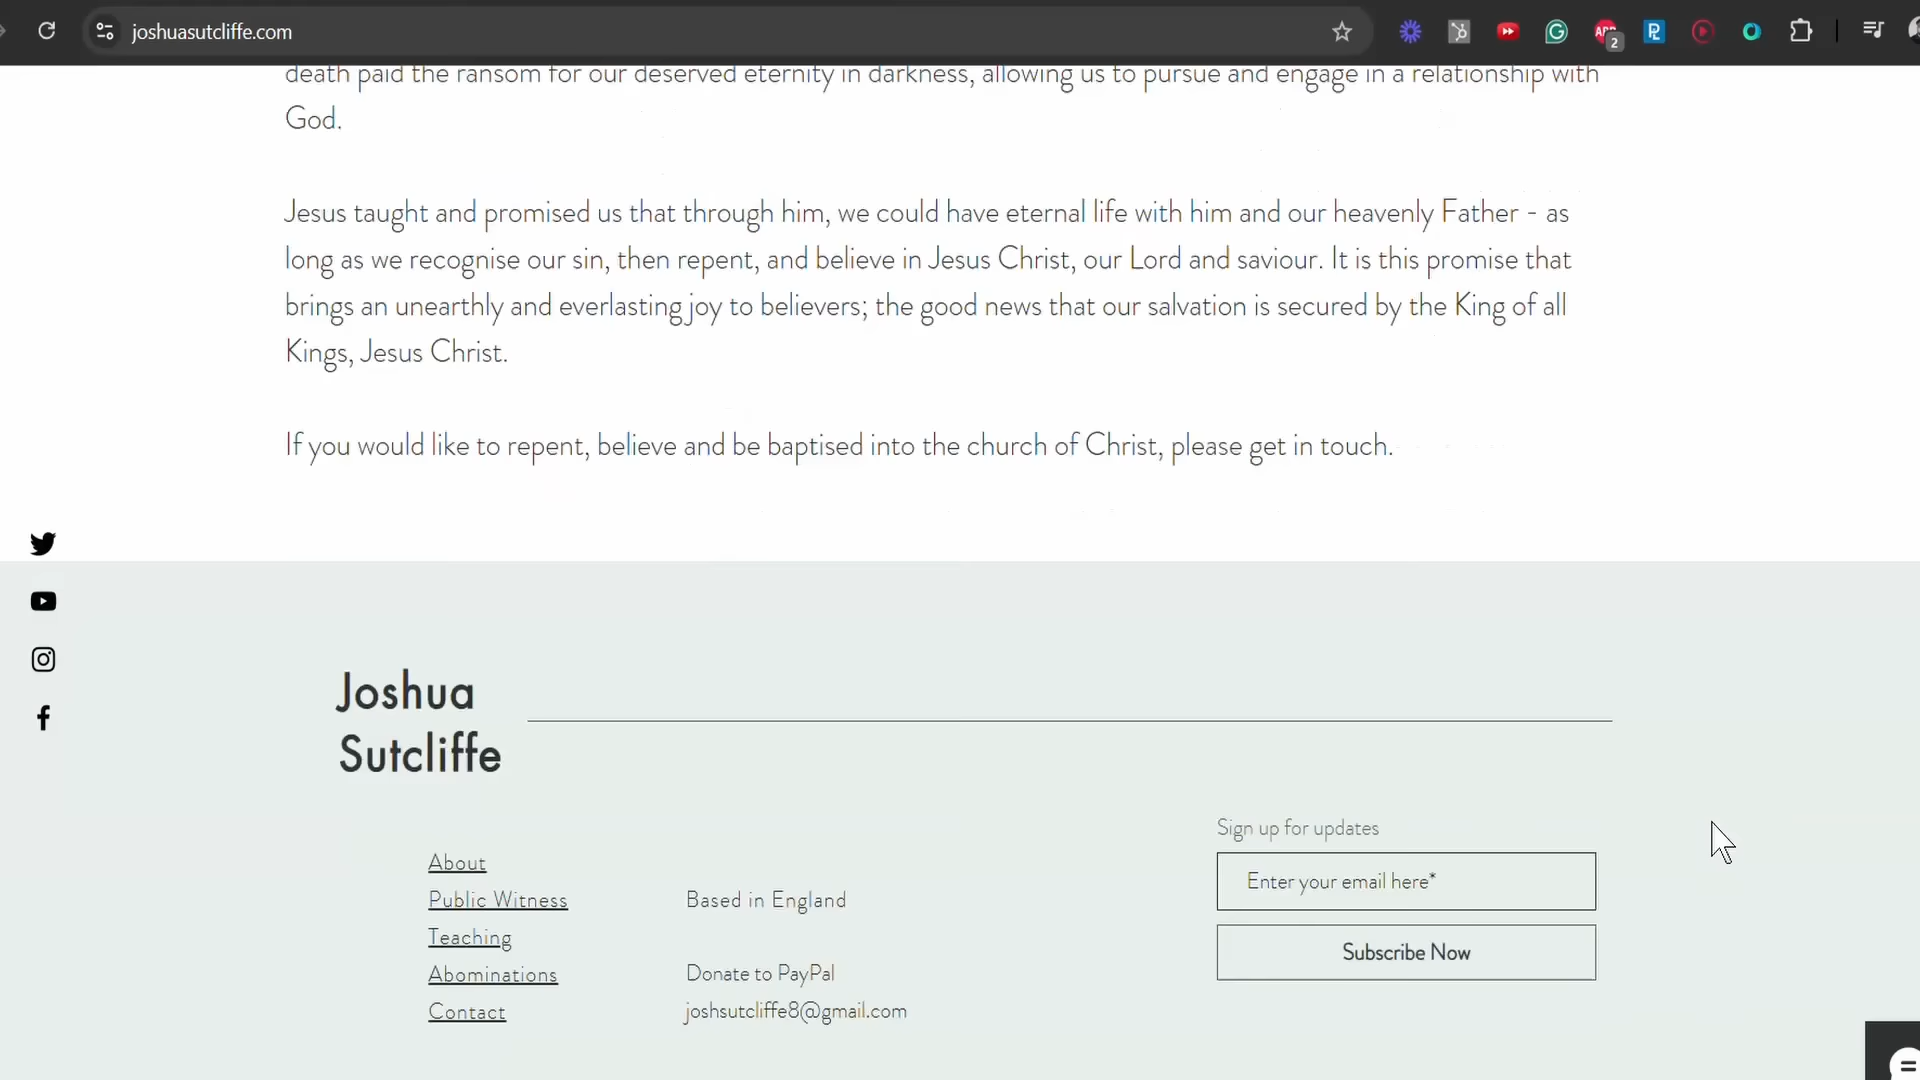 joshuasutcliffe.com
2
death paid the ransom for our deserved eternity in darkness, allowing us to pursue and engage in a relationship with
God.
Jesus taught and promised us that through him, we could have eternal life with him and our heavenly Father - as
long as we recognise our sin, then repent, and believe in Jesus Christ, our Lord and saviour. It is this promise that
brings an unearthly and everlasting joy to believers; the good news that our salvation is secured by the King of all
Kings, Jesus Christ.
If you would like to repent, believe and be baptised into the church of Christ, please get in touch.
Joshua
Sutcliffe
About
Public Witness
Teaching
Abominations
Contact
Based in England
Donate to PayPal
joshsutcliffe8@gmail.com
Sign up for updates
Enter your email here*
Subscribe Now